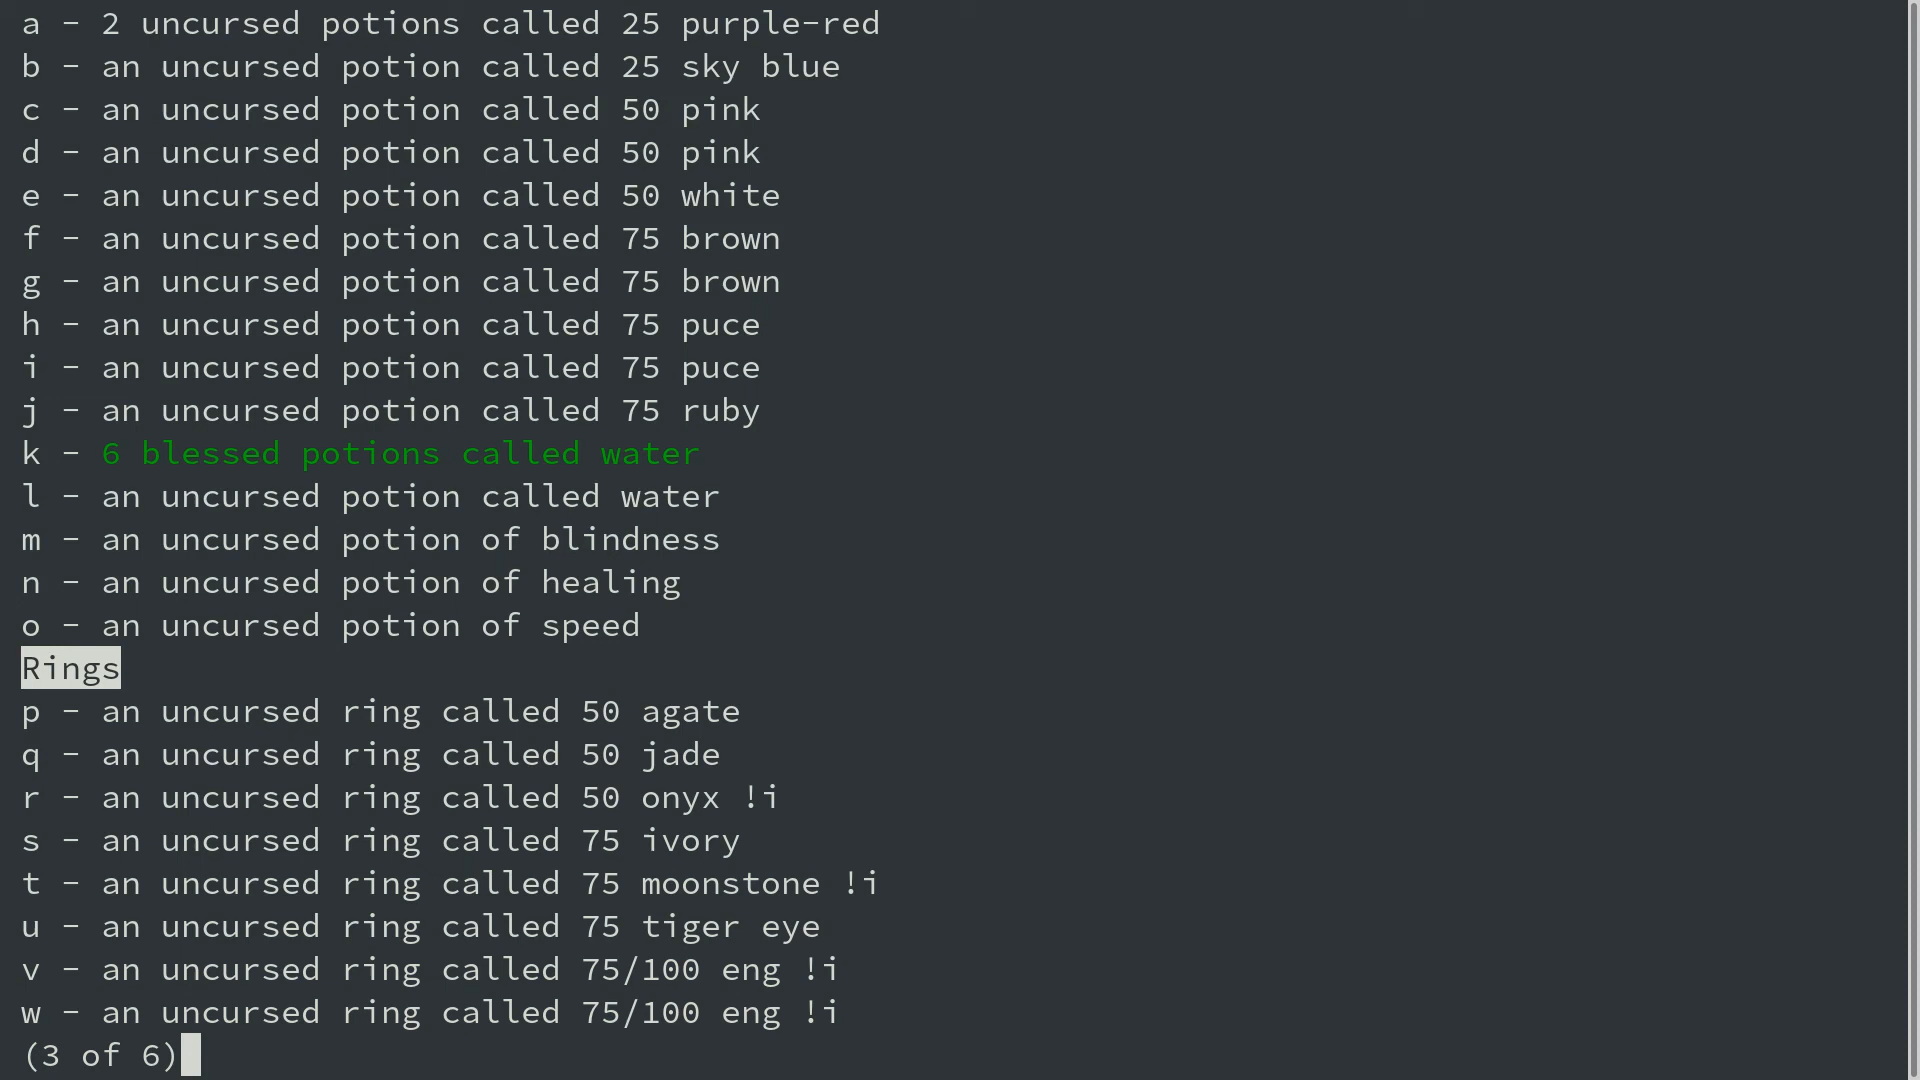 a - 2 uncursed potions called 25 purple-red
b - an uncursed potion called 25 sky blue
c - an uncursed potion called 50 pink
d - an uncursed potion called 50 pink
e - an uncursed potion called 50 white
f - an uncursed potion called 75 brown
g - an uncursed potion called 75 brown
h - an uncursed potion called 75 puce
i - an uncursed potion called 75 puce
j - an uncursed potion called 75 ruby
k - 6 blessed potions called water
l - an uncursed potion called water
m - an uncursed potion of blindness
n - an uncursed potion of healing
o - an uncursed potion of speed
Rings
p - an uncursed ring called 50 agate
q - an uncursed ring called 50 jade
r - an uncursed ring called 50 onyx !i
s - an uncursed ring called 75 ivory
t - an uncursed ring called 75 moonstone !i
u - an uncursed ring called 75 tiger eye
v - an uncursed ring called 75/100 eng !i
w - an uncursed ring called 75/100 eng !i
(3 of 6)